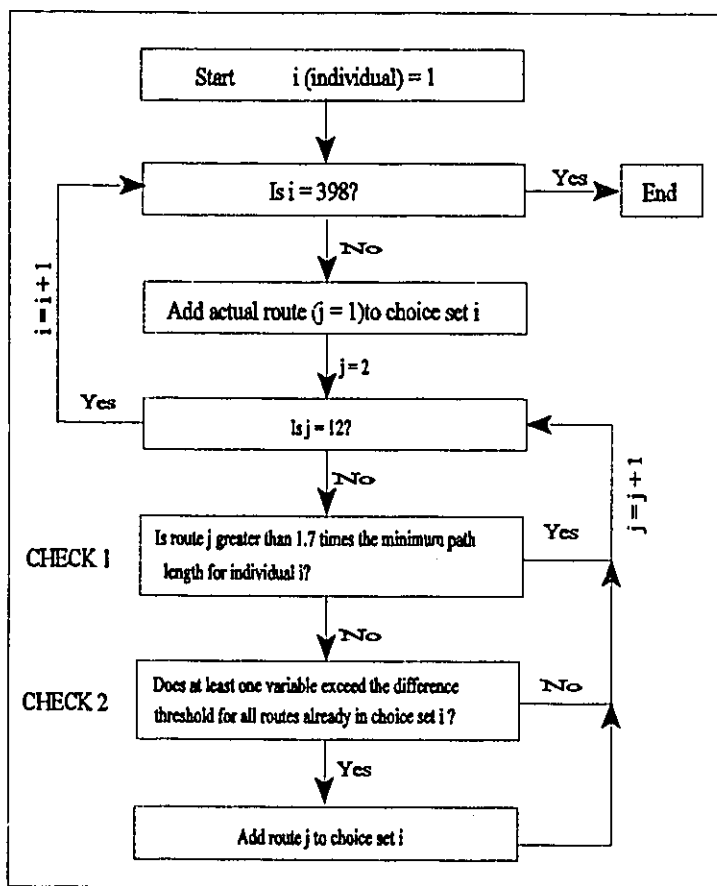 Start i (individual) = 1
Is i = 398?
Yes
End
No
i = i + 1
Add actual route (j = 1)to choice set i
j = 2
Yes
Is j = 12?
j = j + 1
No
CHECK 1
Is route j greater than 1.7 times the minimum path
length for individual i?
Yes
No
CHECK 2
Does at least one variable exceed the difference
threshold for all routes already in choice set i ?
No
Yes
Add route j to choice set i